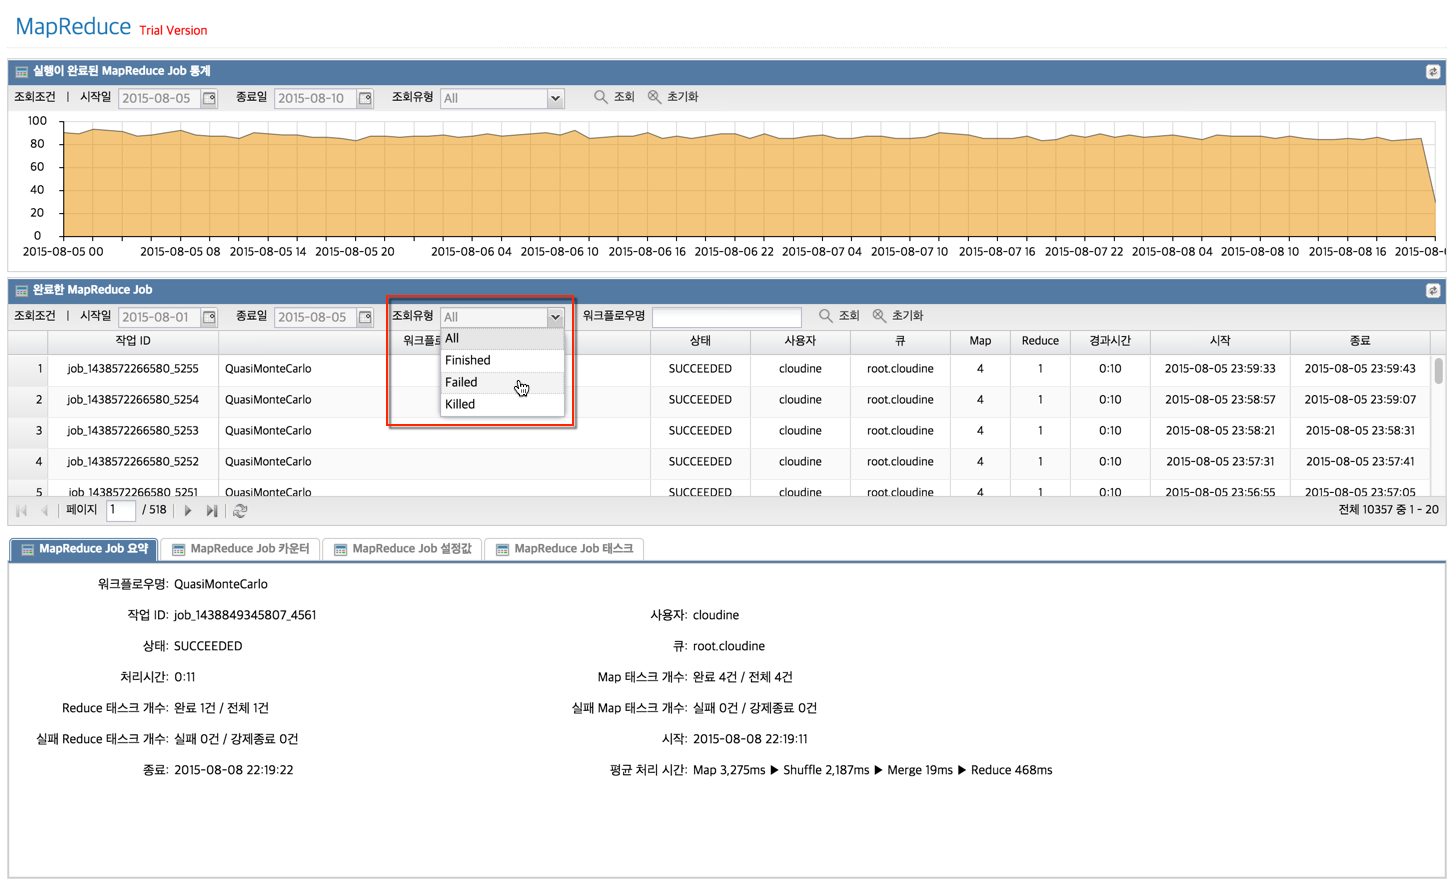 MapReduce Trial Version
실행이 완료된 MapReduce Job 통계
조회조건 | 시작일 2015-08-05 종료일 2015-08-10 조회유형 All 조회 초기화
100
80
60
40
20
0
2015-08-05 00 2015-08-05 08 2015-08-05 14 2015-08-05 20 2015-08-06 04 2015-08-06 10 2015-08-06 16 2015-08-06 22 2015-08-07 04 2015-08-07 10 2015-08-07 16 2015-08-07 22 2015-08-08 04 2015-08-08 10 2015-08-08 16 2015-08-
완료한 MapReduce Job
조회조건 | 시작일 2015-08-01 종료일 2015-08-05 조회유형 All 워크플로우명 조회 초기화
All
Finished
Failed
Killed
작업 ID 워크플로 상태 사용자 큐 Map Reduce 경과시간 시작 종료
1 job_1438572266580_5255 QuasiMonteCarlo SUCCEEDED cloudine root.cloudine 4 1 0:10 2015-08-05 23:59:33 2015-08-05 23:59:43
2 job_1438572266580_5254 QuasiMonteCarlo SUCCEEDED cloudine root.cloudine 4 1 0:10 2015-08-05 23:58:57 2015-08-05 23:59:07
3 job_1438572266580_5253 QuasiMonteCarlo SUCCEEDED cloudine root.cloudine 4 1 0:10 2015-08-05 23:58:21 2015-08-05 23:58:31
4 job_1438572266580_5252 QuasiMonteCarlo SUCCEEDED cloudine root.cloudine 4 1 0:10 2015-08-05 23:57:31 2015-08-05 23:57:41
5 job_1438572266580_5251 QuasiMonteCarlo SUCCEEDED cloudine root.cloudine 4 1 0:10 2015-08-05 23:56:55 2015-08-05 23:57:05
페이지 1 / 518 전체 10357 중 1 - 20
MapReduce Job 요약 MapReduce Job 카운터 MapReduce Job 설정값 MapReduce Job 태스크
워크플로우명: QuasiMonteCarlo
작업 ID: job_1438849345807_4561 사용자: cloudine
상태: SUCCEEDED 큐: root.cloudine
처리시간: 0:11 Map 태스크 개수: 완료 4건 / 전체 4건
Reduce 태스크 개수: 완료 1건 / 전체 1건 실패 Map 태스크 개수: 실패 0건 / 강제종료 0건
실패 Reduce 태스크 개수: 실패 0건 / 강제종료 0건 시작: 2015-08-08 22:19:11
종료: 2015-08-08 22:19:22 평균 처리 시간: Map 3,275ms ▶ Shuffle 2,187ms ▶ Merge 19ms ▶ Reduce 468ms